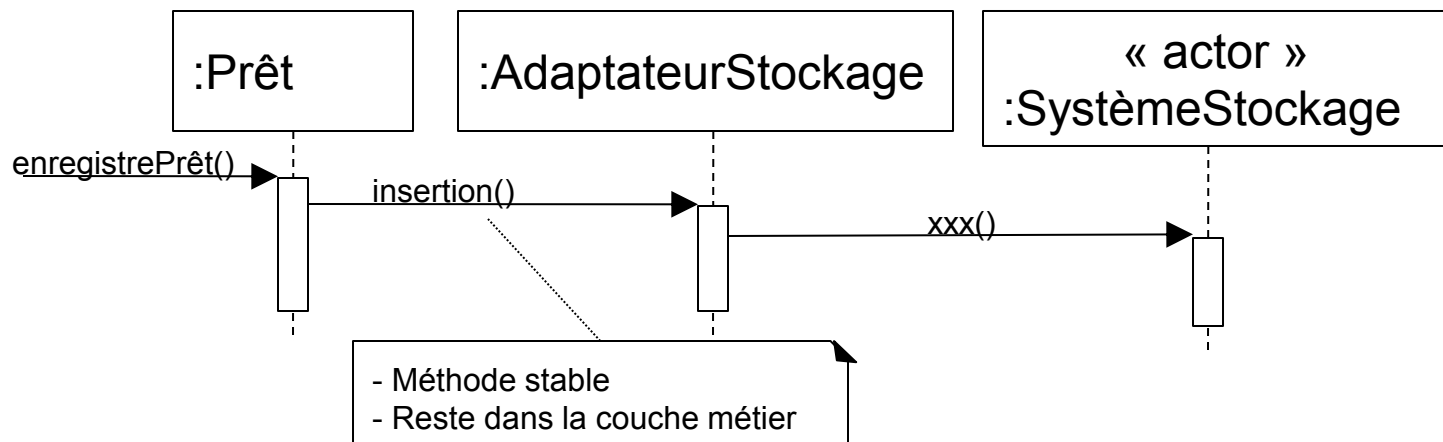 :Prêt
:AdaptateurStockage
« actor »
:SystèmeStockage
enregistrePrêt()
insertion()
xxx()
- Méthode stable
- Reste dans la couche métier